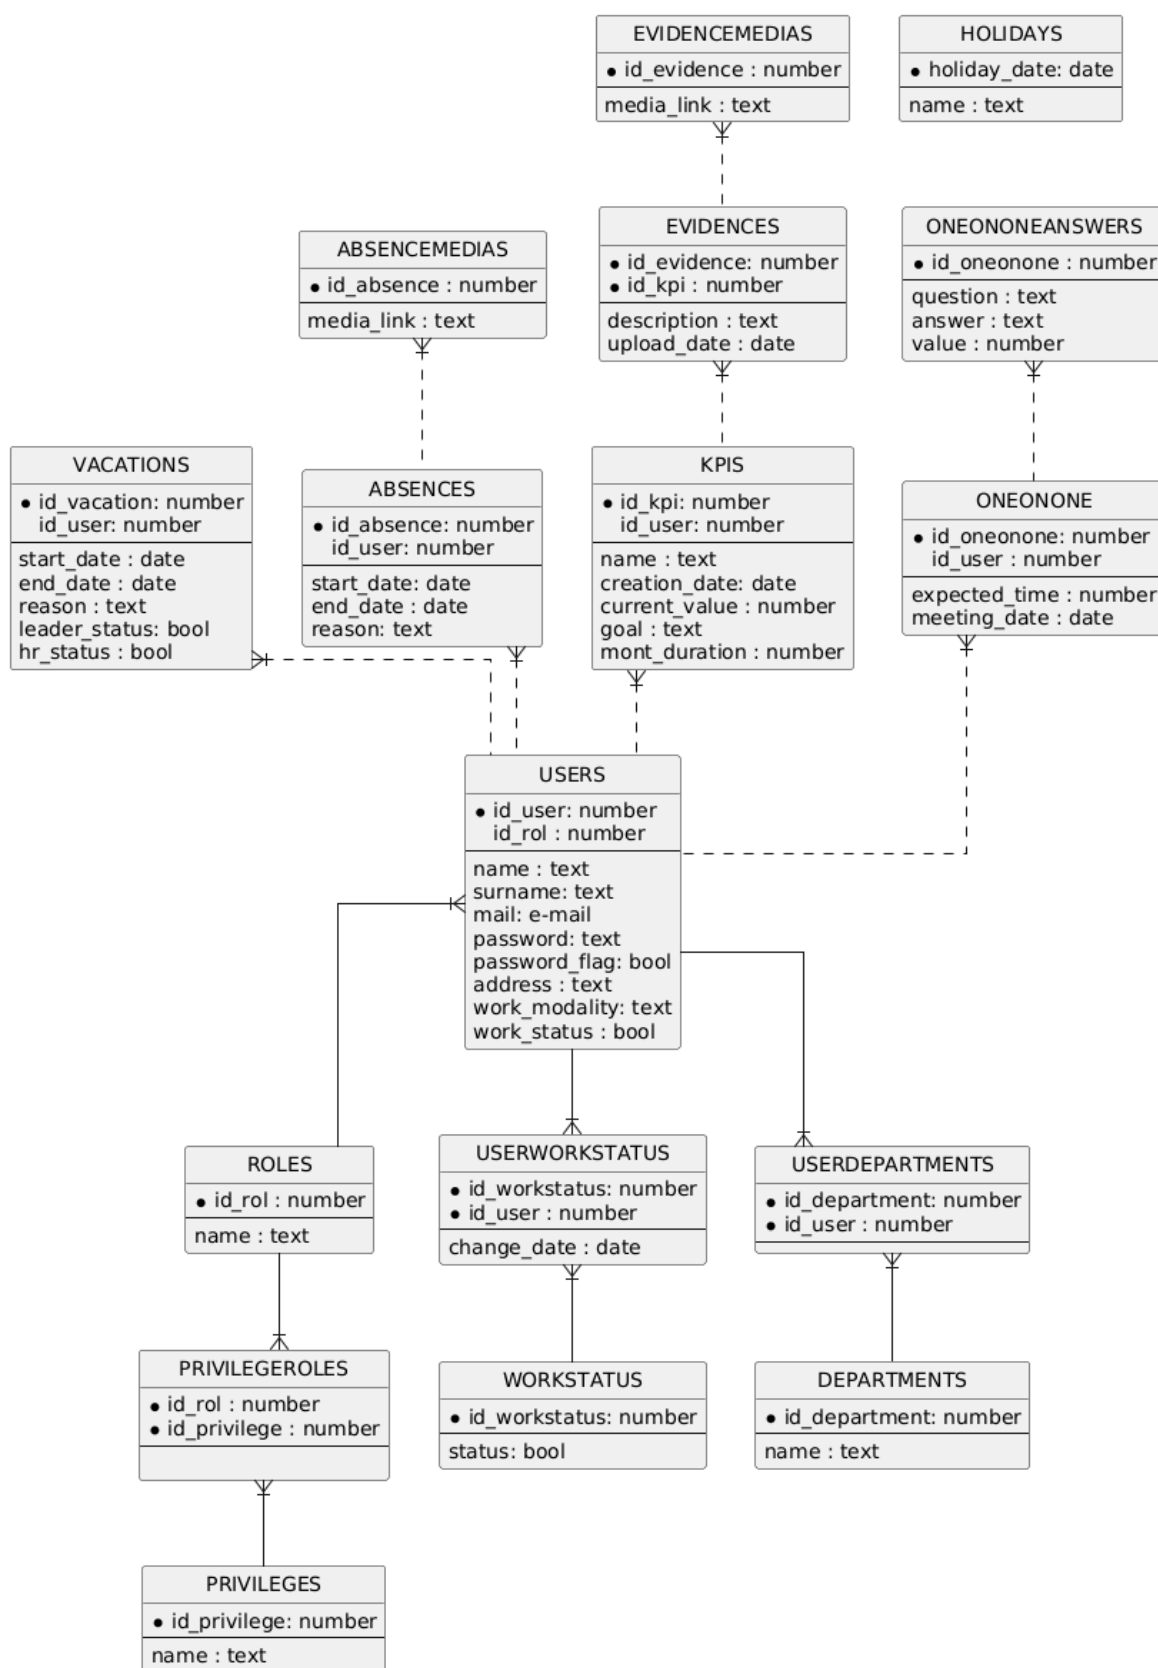 EVIDENCEMEDIAS
id_evidence : number
media_link : text
HOLIDAYS
holiday_date: date
name : text
ABSENCEMEDIAS
id_absence : number
media_link : text
EVIDENCES
id_evidence: number
id_kpi : number
description : text
upload_date : date
ONEONONEANSWERS
id_oneonone : number
question : text
answer : text
value : number
VACATIONS
id_vacation: number
id_user: number
start_date : date
end_date : date
reason : text
leader_status: bool
hr_status : bool
ABSENCES
id_absence: number
id_user: number
start_date: date
end_date : date
reason: text
KPIS
id_kpi: number
id_user: number
name : text
creation_date: date
current_value : number
goal : text
mont_duration : number
ONEONONE
id_oneonone: number
id_user : number
expected_time : number
meeting_date : date
USERS
id_user: number
id_rol : number
name : text
surname: text
mail: e-mail
password: text
password_flag: bool
address : text
work_modality: text
work_status : bool
ROLES
id_rol : number
name : text
USERWORKSTATUS
id_workstatus: number
id_user : number
change_date : date
USERDEPARTMENTS
id_department: number
id_user : number
PRIVILEGEROLES
id_rol : number
id_privilege : number
WORKSTATUS
id_workstatus: number
status: bool
DEPARTMENTS
id_department: number
name : text
PRIVILEGES
id_privilege: number
name : text